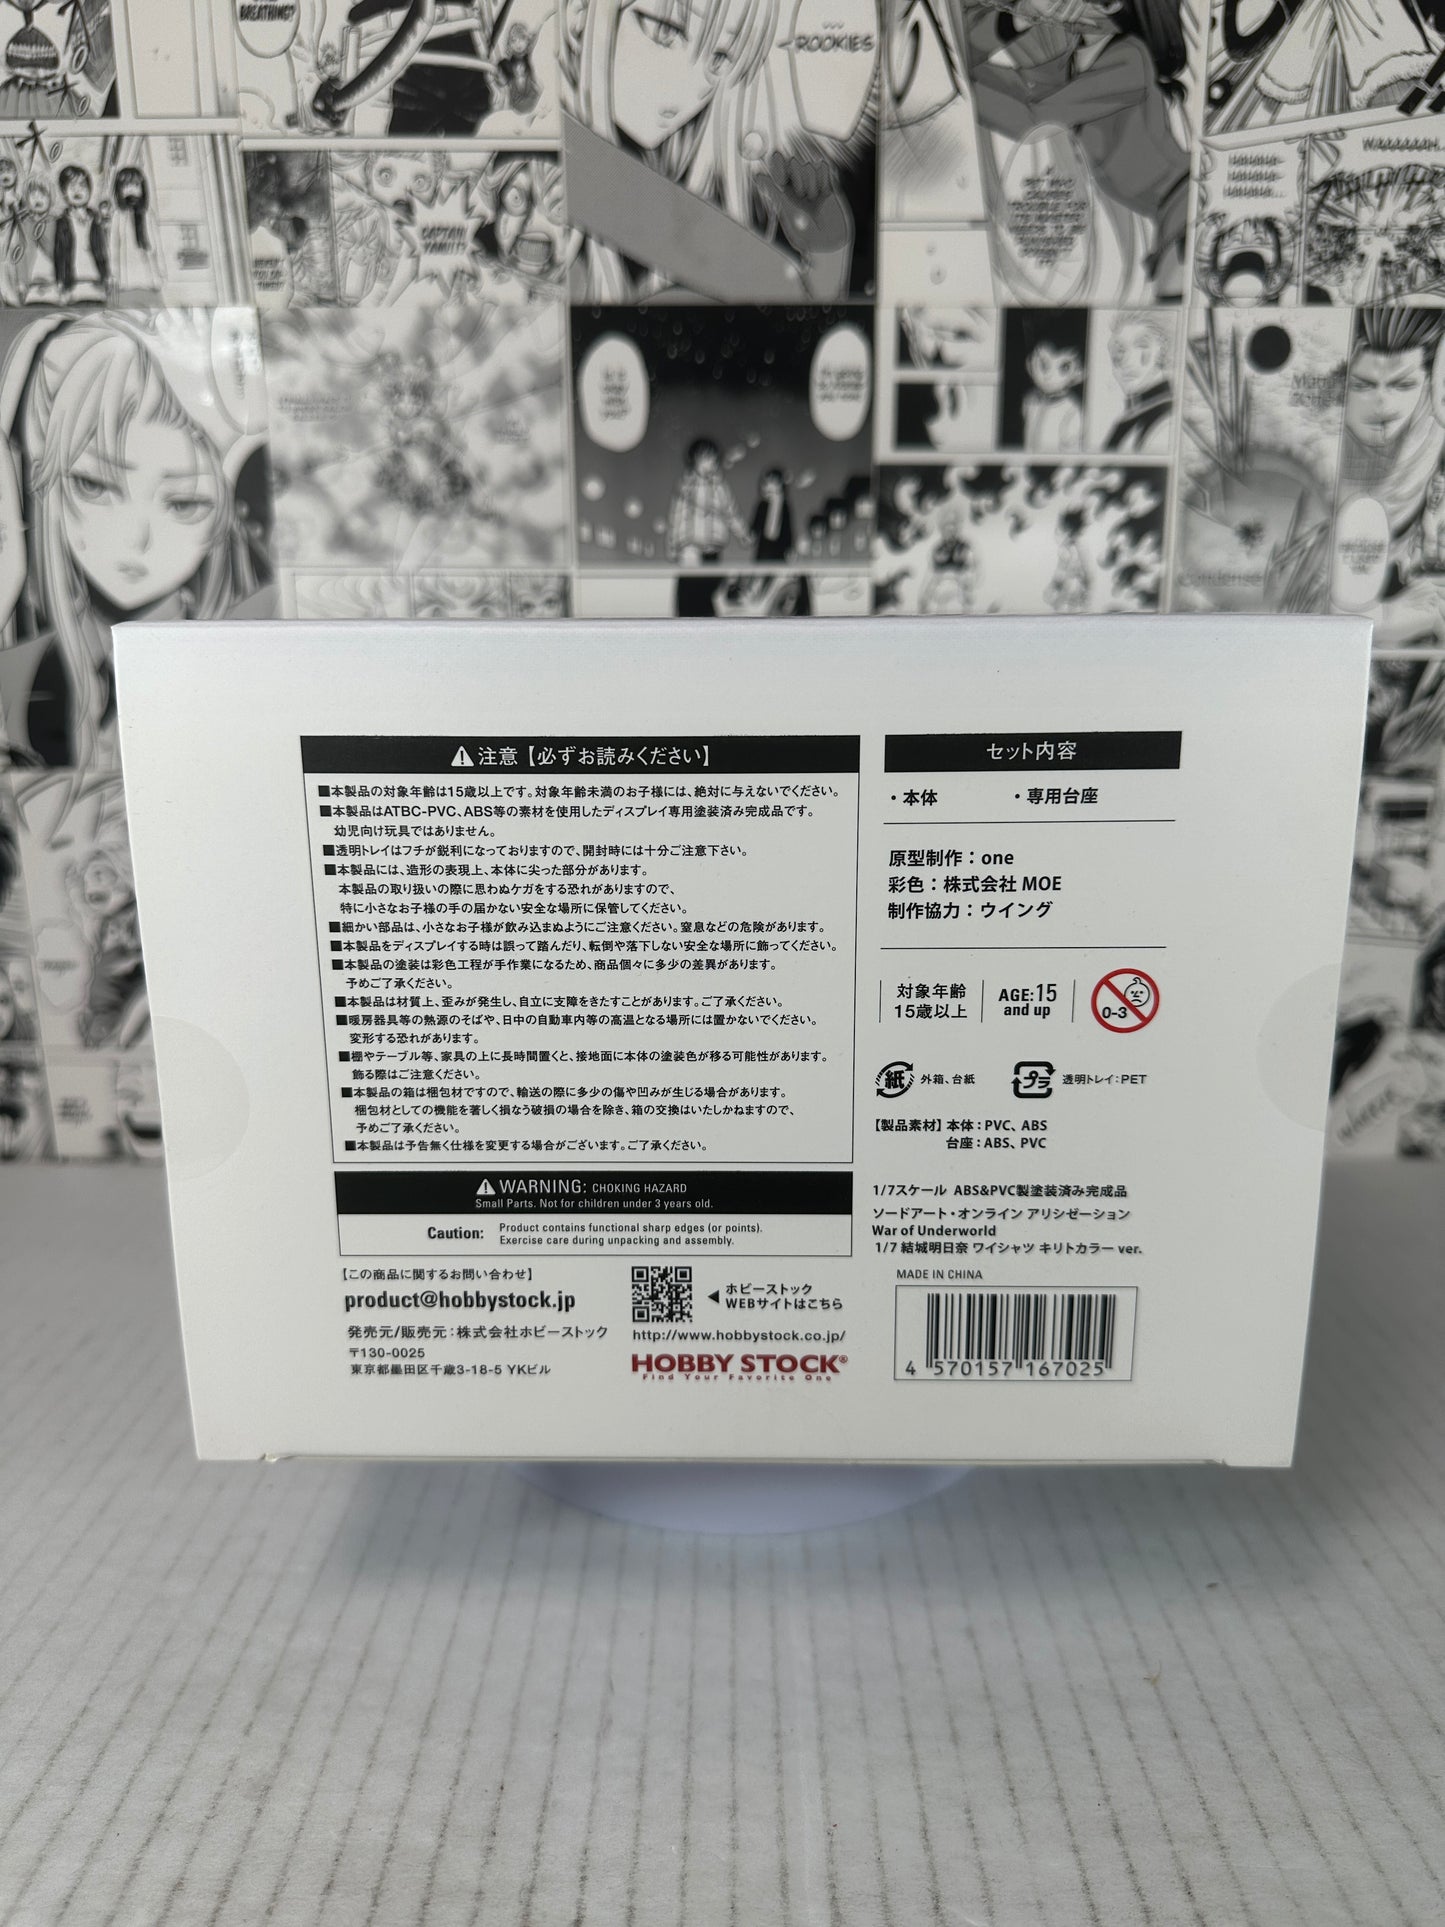 BREATHING?
ROOKIES
CAPTAIN YAMI!!
⚠注意【必ずお読みください】
■本製品の対象年齢は15歳以上です。対象年齢未満のお子様には、絶対に与えないでください。
■本製品はATBC-PVC、ABS等の素材を使用したディスプレイ専用塗装済み完成品です。
幼児向け玩具ではありません。
■透明トレイはフチが鋭利になっておりますので、開封時には十分ご注意下さい。
■本製品には、造形の表現上、本体に尖った部分があります。
本製品の取り扱いの際に思わぬケガをする恐れがありますので、
特に小さなお子様の手の届かない安全な場所に保管してください。
■細かい部品は、小さなお子様が飲み込まぬようにご注意ください。窒息などの危険があります。
■本製品をディスプレイする時は誤って踏んだり、転倒や落下しない安全な場所に飾ってください。
■本製品の塗装は彩色工程が手作業になるため、商品個々に多少の差異があります。
予めご了承ください。
■本製品は材質上、歪みが発生し、自立に支障をきたすことがあります。ご了承ください。
■暖房器具等の熱源のそばや、日中の自動車内等の高温となる場所には置かないでください。
変形する恐れがあります。
■棚やテーブル等、家具の上に長時間置くと、接地面に本体の塗装色が移る可能性があります。
飾る際はご注意ください。
■本製品の箱は梱包材ですので、輸送の際に多少の傷や凹みが生じる場合があります。
梱包材としての機能を著しく損なう破損の場合を除き、箱の交換はいたしかねますので、
予めご了承ください。
■本製品は予告無く仕様を変更する場合がございます。ご了承ください。
⚠WARNING: CHOKING HAZARD
Small Parts. Not for children under 3 years old.
Caution: Product contains functional sharp edges (or points).
Exercise care during unpacking and assembly.
【この商品に関するお問い合わせ】
product@hobbystock.jp
発売元/販売元:株式会社ホビーストック
〒130-0025
東京都墨田区千歳3-18-5 YKビル
◀ホビーストック
WEBサイトはこちら
http://www.hobbystock.co.jp/
HOBBY STOCK®
Find Your Favorite One
セット内容
・本体 ・専用台座
原型制作:one
彩色:株式会社 MOE
制作協力:ウイング
対象年齢
15歳以上
AGE:15
and up
0-3
紙 外箱、台紙
プラ 透明トレイ:PET
【製品素材】本体:PVC、ABS
台座:ABS、PVC
1/7スケール ABS&PVC製塗装済み完成品
ソードアート・オンライン アリシゼーション
War of Underworld
1/7 結城明日奈 ワイシャツ キリトカラー ver.
MADE IN CHINA
4 570157 167025